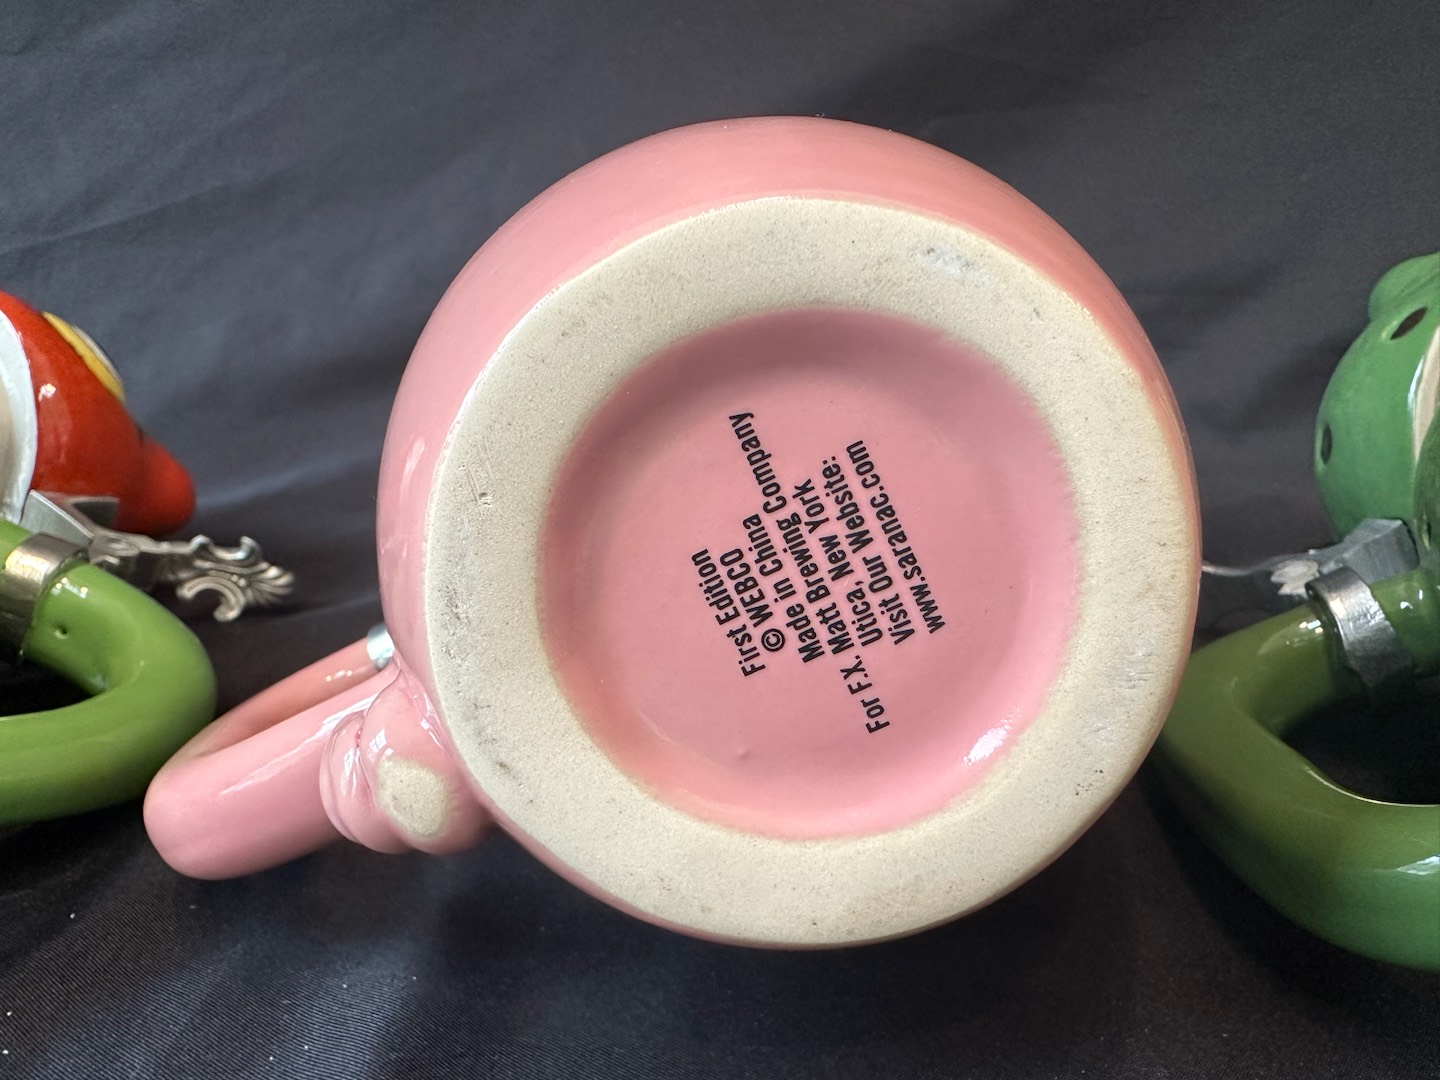 First Edition
© WEBCO
Made in China
For F.X. Matt Brewing Company
Utica, New York
Visit Our Website:
www.saranac.com